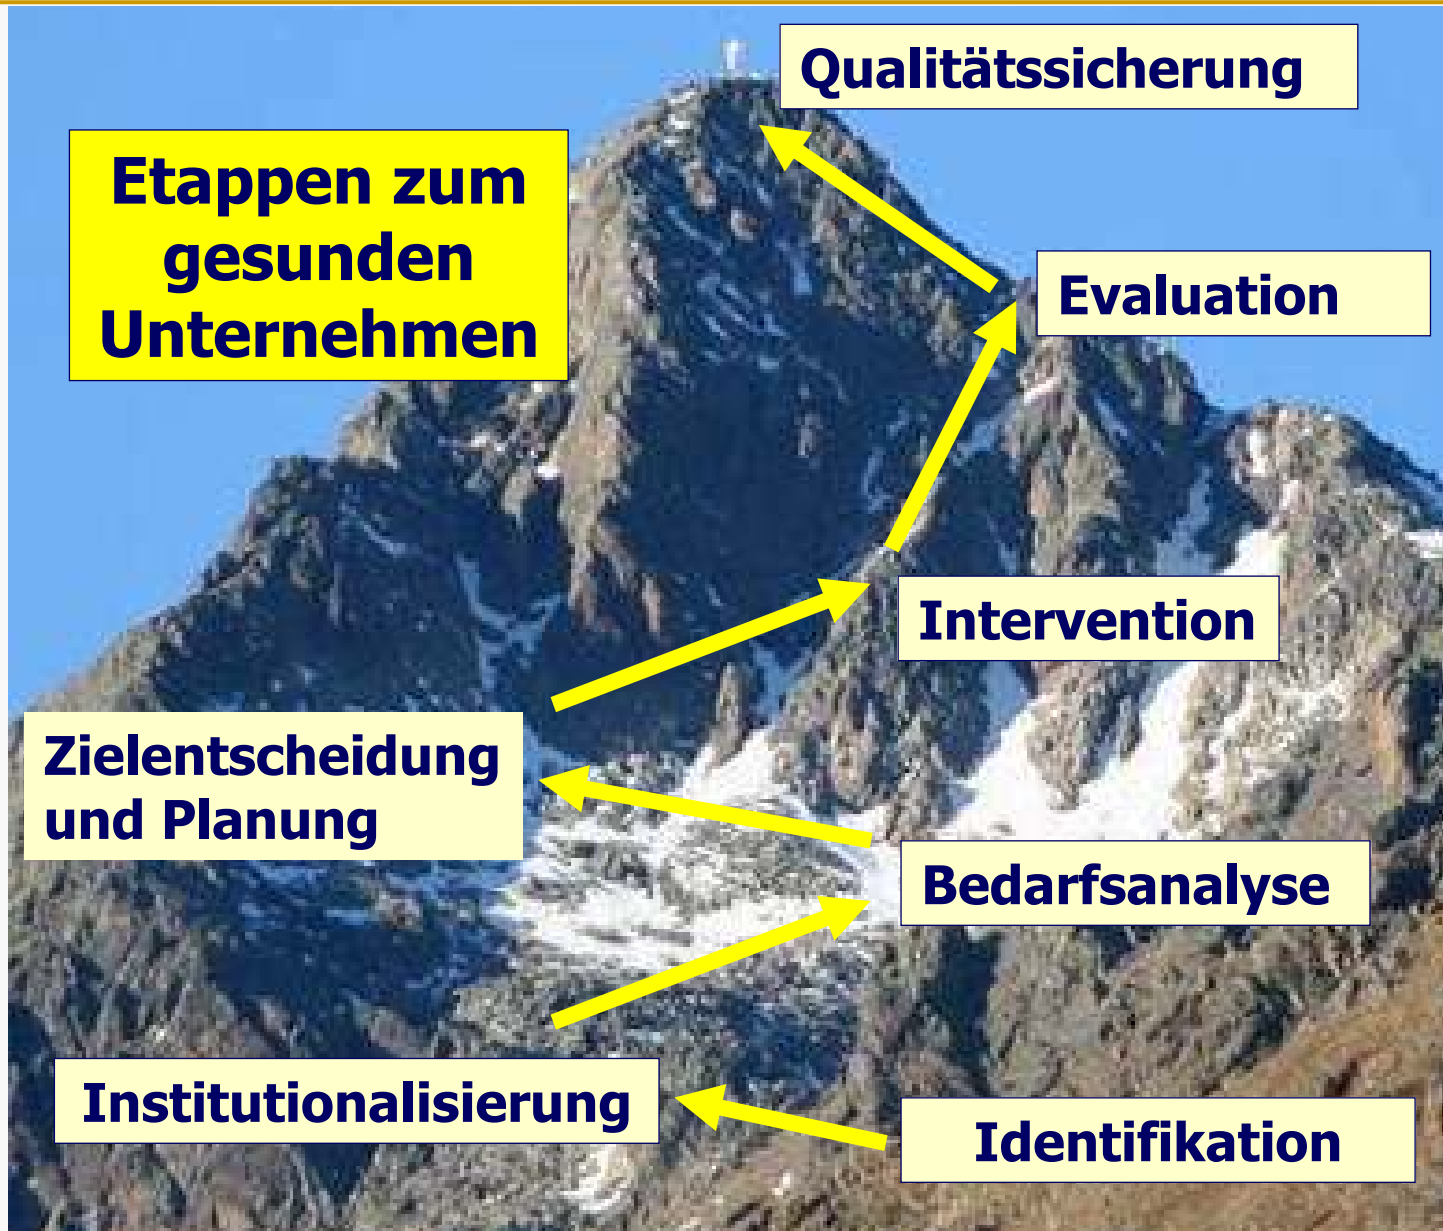 Qualitätssicherung
Etappen zum
gesunden
Unternehmen
Evaluation
Intervention
Zielentscheidung
und Planung
Bedarfsanalyse
Institutionalisierung
Identifikation